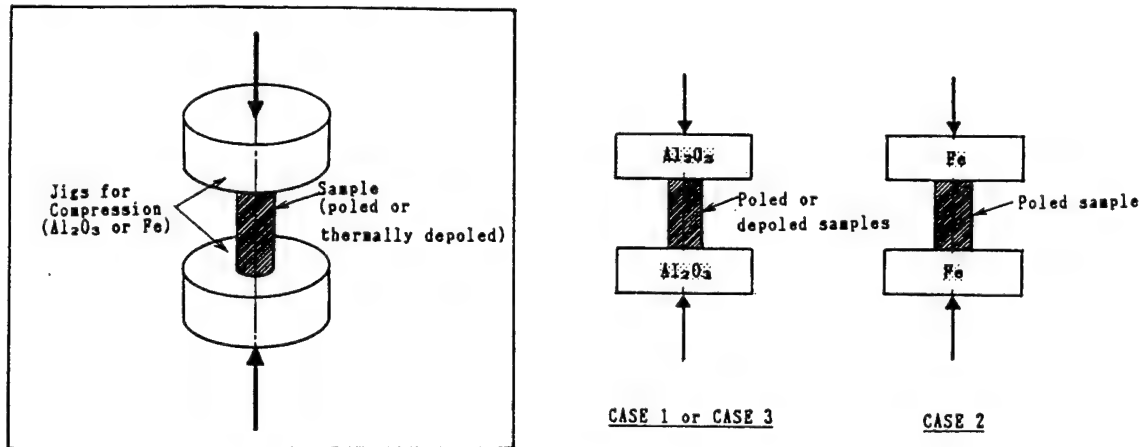 Jigs for
Compression
(Al₂O₃ or Fe)
Sample
(poled or
thermally depoled)
Al₂O₃
Poled or
depoled samples
Al₂O₃
CASE 1 or CASE 3
Fe
Poled sample
Fe
CASE 2